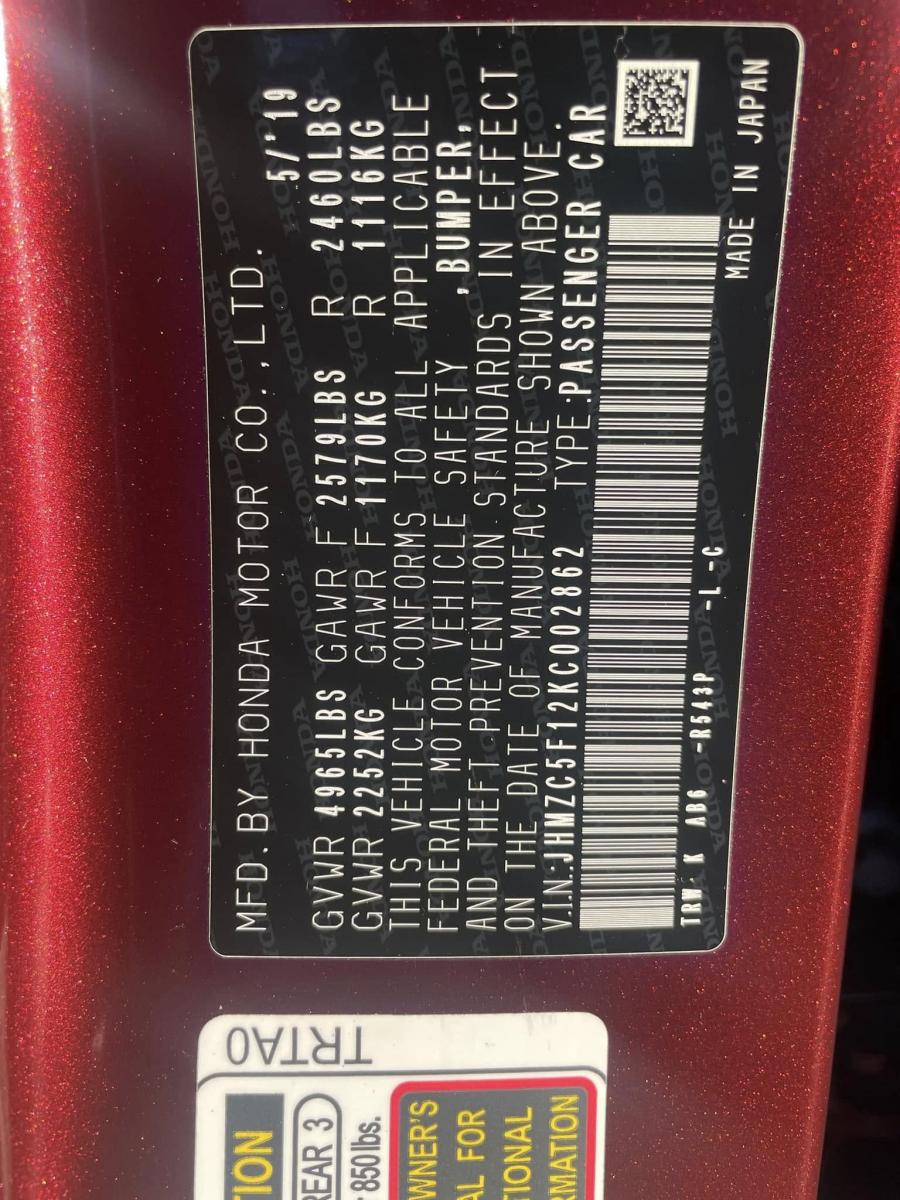 MFD. BY HONDA MOTOR CO., LTD. 5/'19
GVWR 4965LBS GAWR F 2579LBS R 2460LBS
GVWR 2252KG GAWR F 1170KG R 1116KG
THIS VEHICLE CONFORMS TO ALL APPLICABLE
FEDERAL MOTOR VEHICLE SAFETY ,BUMPER,
AND THEFT PREVENTION STANDARDS IN EFFECT
ON THE DATE OF MANUFACTURE SHOWN ABOVE.
V.I.N.:JHMZC5F12KC002862 TYPE:PASSENGER CAR
TRW: K AB6 -R543P -L -C
MADE IN JAPAN
TRTA0
TION
REAR 3
850 lbs.
WNER'S
AL FOR
TIONAL
RMATION